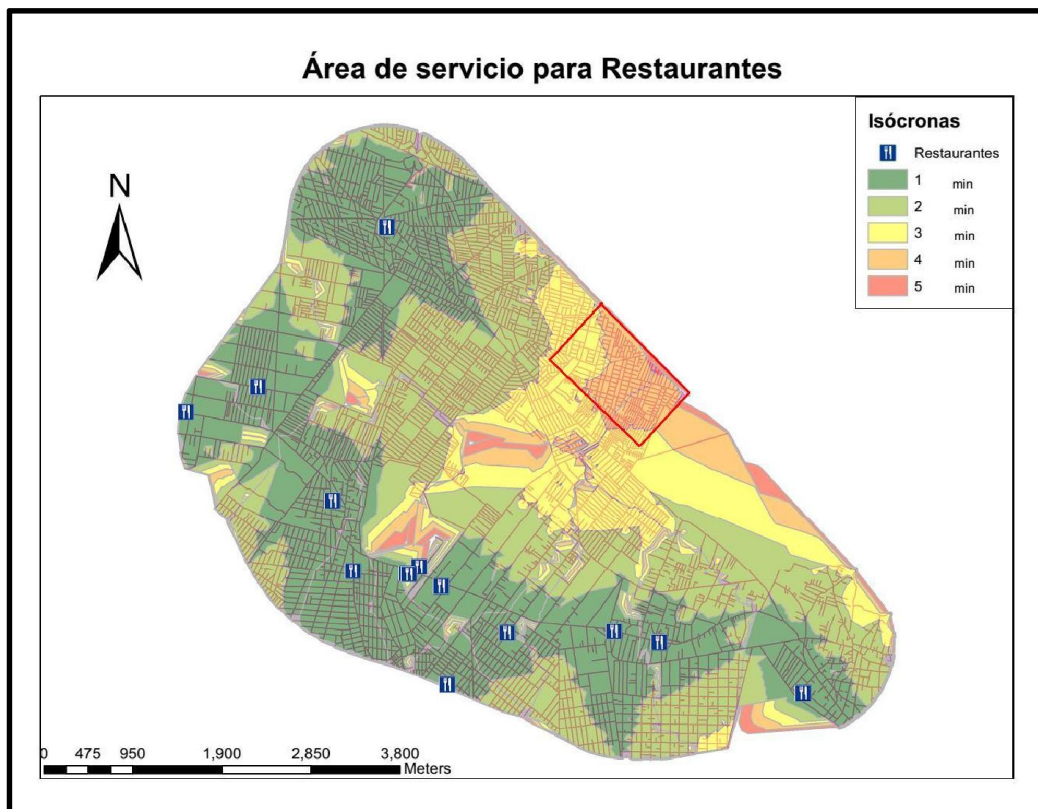 Área de servicio para Restaurantes
Isócronas
Restaurantes
1 min
2 min
3 min
4 min
5 min
N
0 475 950 1,900 2,850 3,800
Meters